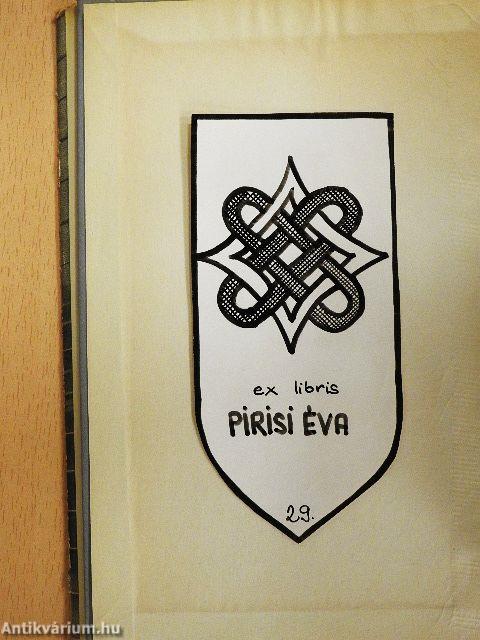 ex libris
PIRISI ÉVA
29.
Antikvárium.hu